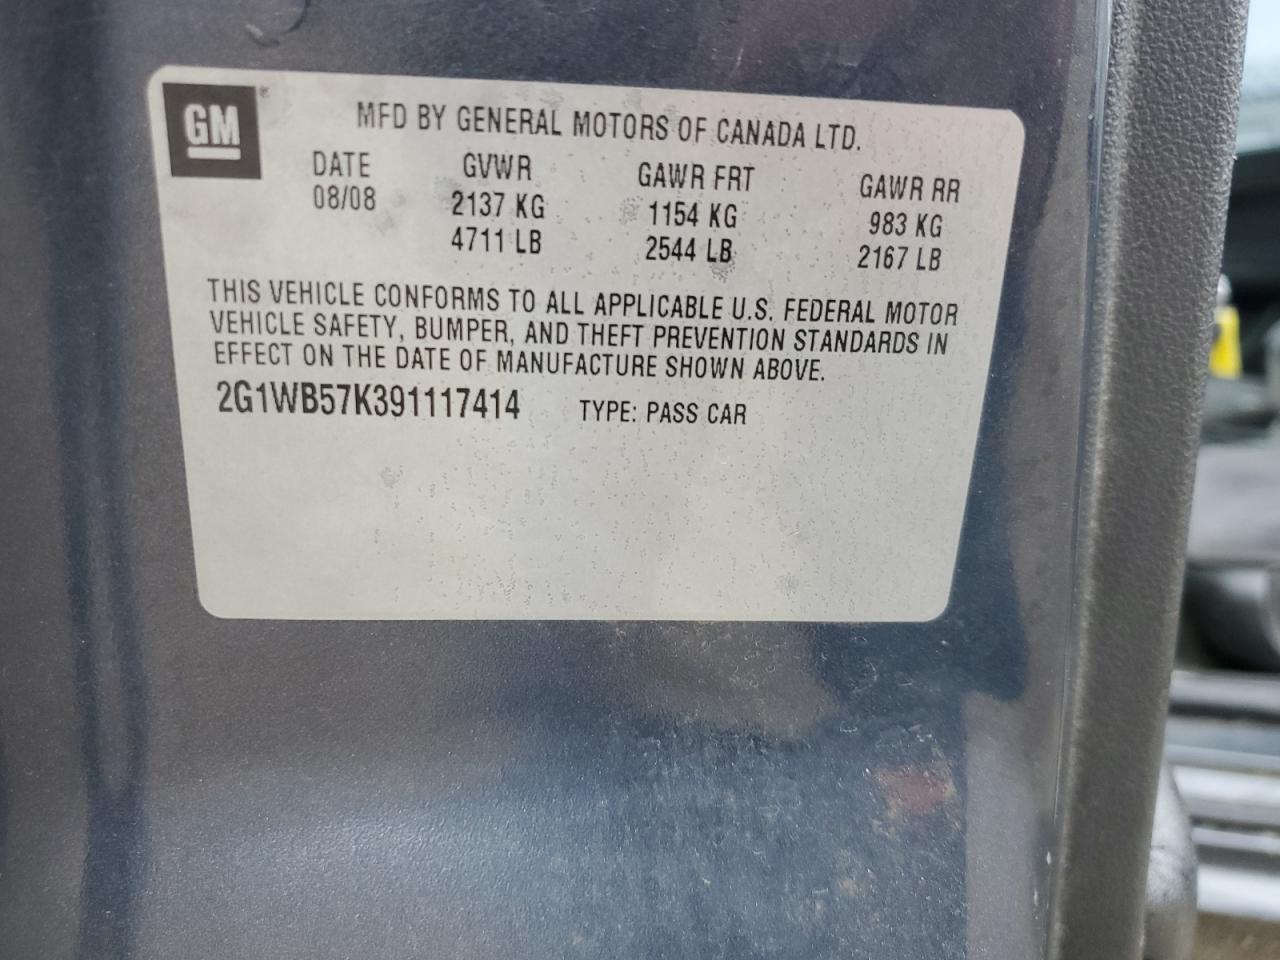 GM®
MFD BY GENERAL MOTORS OF CANADA LTD.
DATE GVWR GAWR FRT GAWR RR
08/08 2137 KG 1154 KG 983 KG
4711 LB 2544 LB 2167 LB
THIS VEHICLE CONFORMS TO ALL APPLICABLE U.S. FEDERAL MOTOR
VEHICLE SAFETY, BUMPER, AND THEFT PREVENTION STANDARDS IN
EFFECT ON THE DATE OF MANUFACTURE SHOWN ABOVE.
2G1WB57K391117414 TYPE: PASS CAR